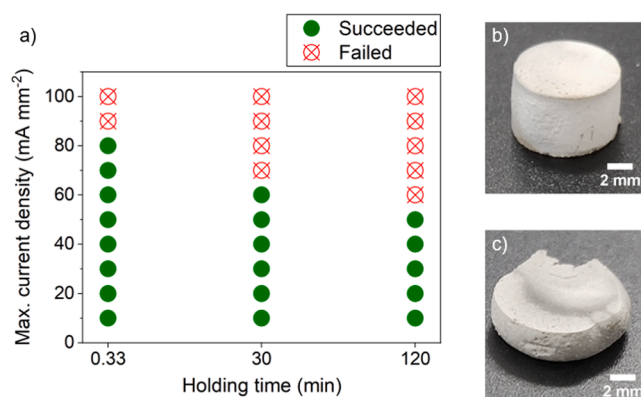 a)
Succeeded
Failed
Max. current density (mA mm⁻²)
100
80
60
40
20
0
0.33
30
120
Holding time (min)
b)
2 mm
c)
2 mm